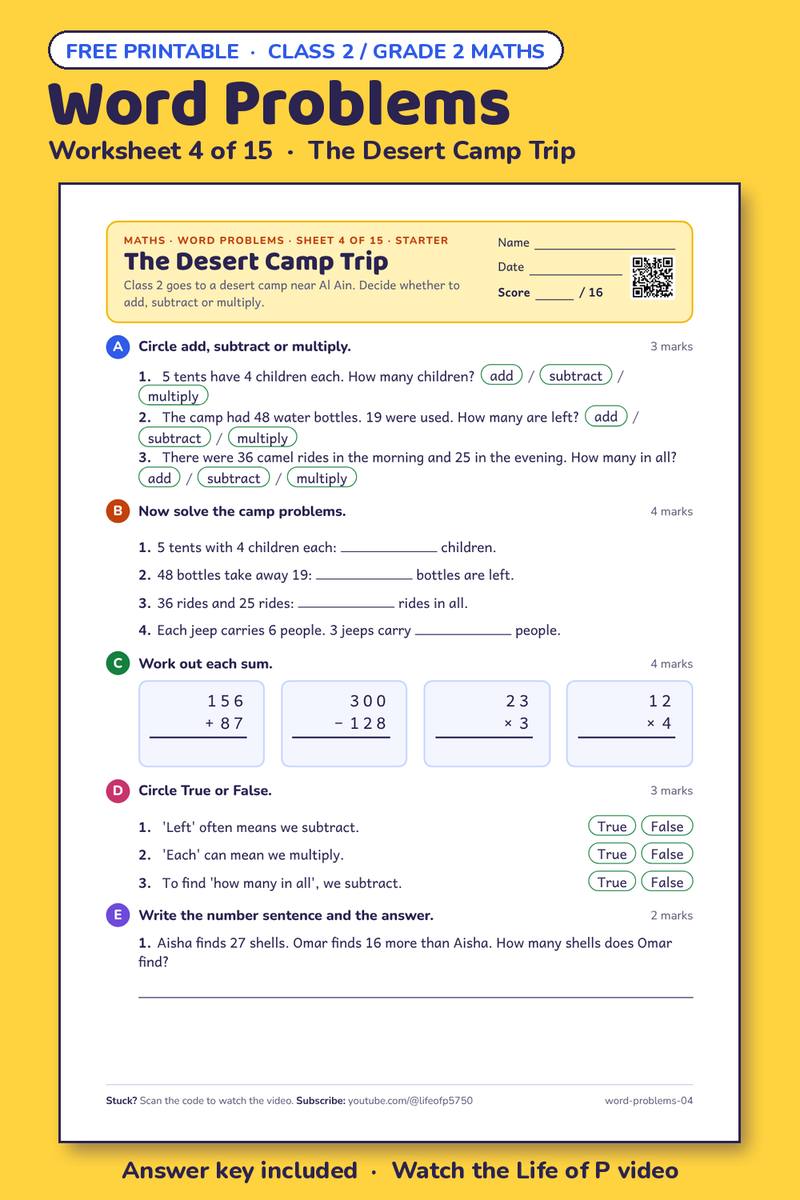 FREE PRINTABLE · CLASS 2 / GRADE 2 MATHS
Word Problems
Worksheet 4 of 15 · The Desert Camp Trip
MATHS · WORD PROBLEMS · SHEET 4 OF 15 · STARTER
The Desert Camp Trip
Class 2 goes to a desert camp near Al Ain. Decide whether to
add, subtract or multiply.
Name
Date
Score ______ / 16
A Circle add, subtract or multiply. 3 marks
1. 5 tents have 4 children each. How many children? add / subtract /
multiply
2. The camp had 48 water bottles. 19 were used. How many are left? add /
subtract / multiply
3. There were 36 camel rides in the morning and 25 in the evening. How many in all?
add / subtract / multiply
B Now solve the camp problems. 4 marks
1. 5 tents with 4 children each: ____________ children.
2. 48 bottles take away 19: ____________ bottles are left.
3. 36 rides and 25 rides: ____________ rides in all.
4. Each jeep carries 6 people. 3 jeeps carry ____________ people.
C Work out each sum. 4 marks
156
+ 87
300
− 128
23
× 3
12
× 4
D Circle True or False. 3 marks
1. 'Left' often means we subtract. True False
2. 'Each' can mean we multiply. True False
3. To find 'how many in all', we subtract. True False
E Write the number sentence and the answer. 2 marks
1. Aisha finds 27 shells. Omar finds 16 more than Aisha. How many shells does Omar
find?
Stuck? Scan the code to watch the video. Subscribe: youtube.com/@lifeofp5750 word-problems-04
Answer key included · Watch the Life of P video